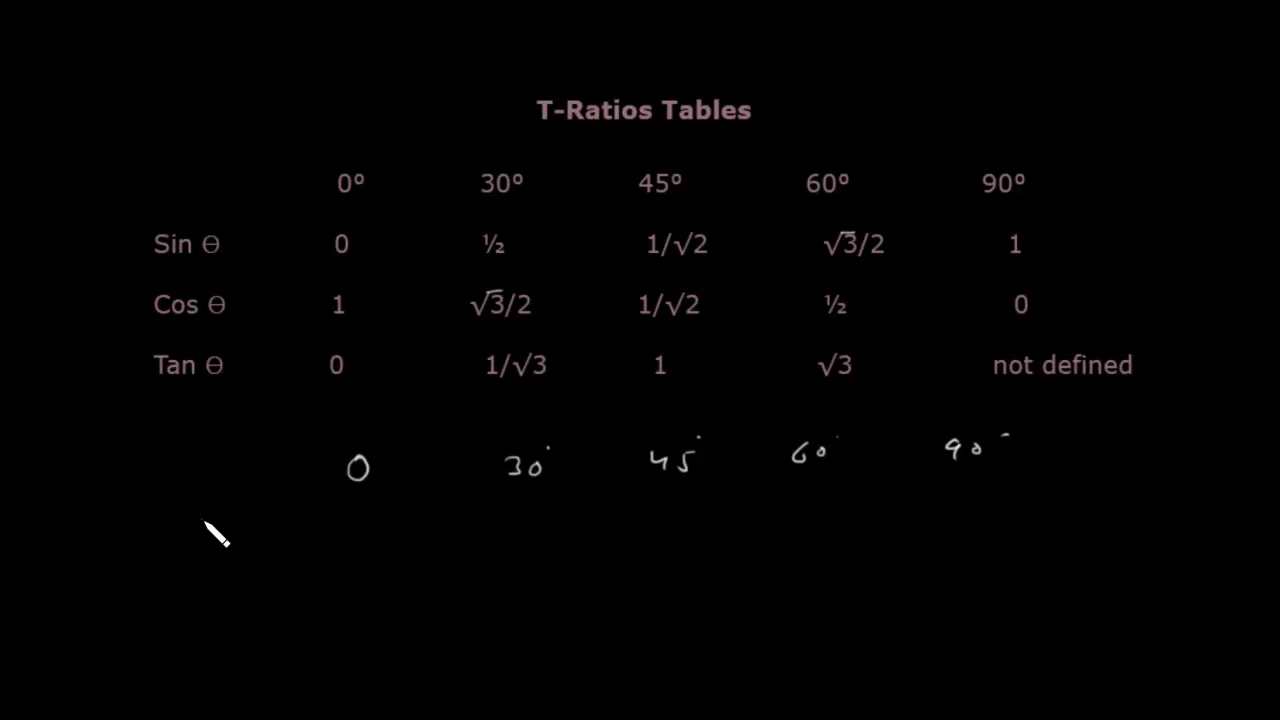 T-Ratios Tables
0º 30º 45º 60º 90º
Sin Ɵ 0 ½ 1/√2 √3/2 1
Cos Ɵ 1 √3/2 1/√2 ½ 0
Tan Ɵ 0 1/√3 1 √3 not defined
0 30° 45° 60° 90°